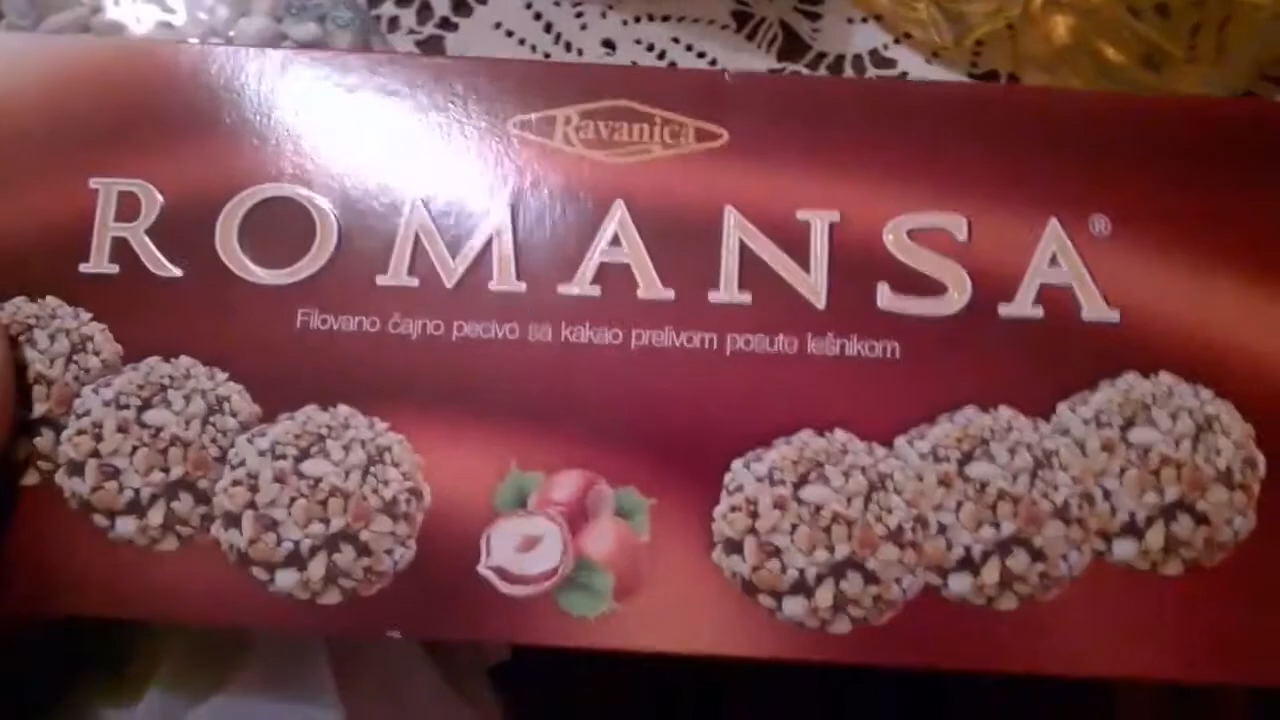 Ravanica
ROMANSA®
Filovano čajno pecivo sa kakao prelivom posuto lešnikom